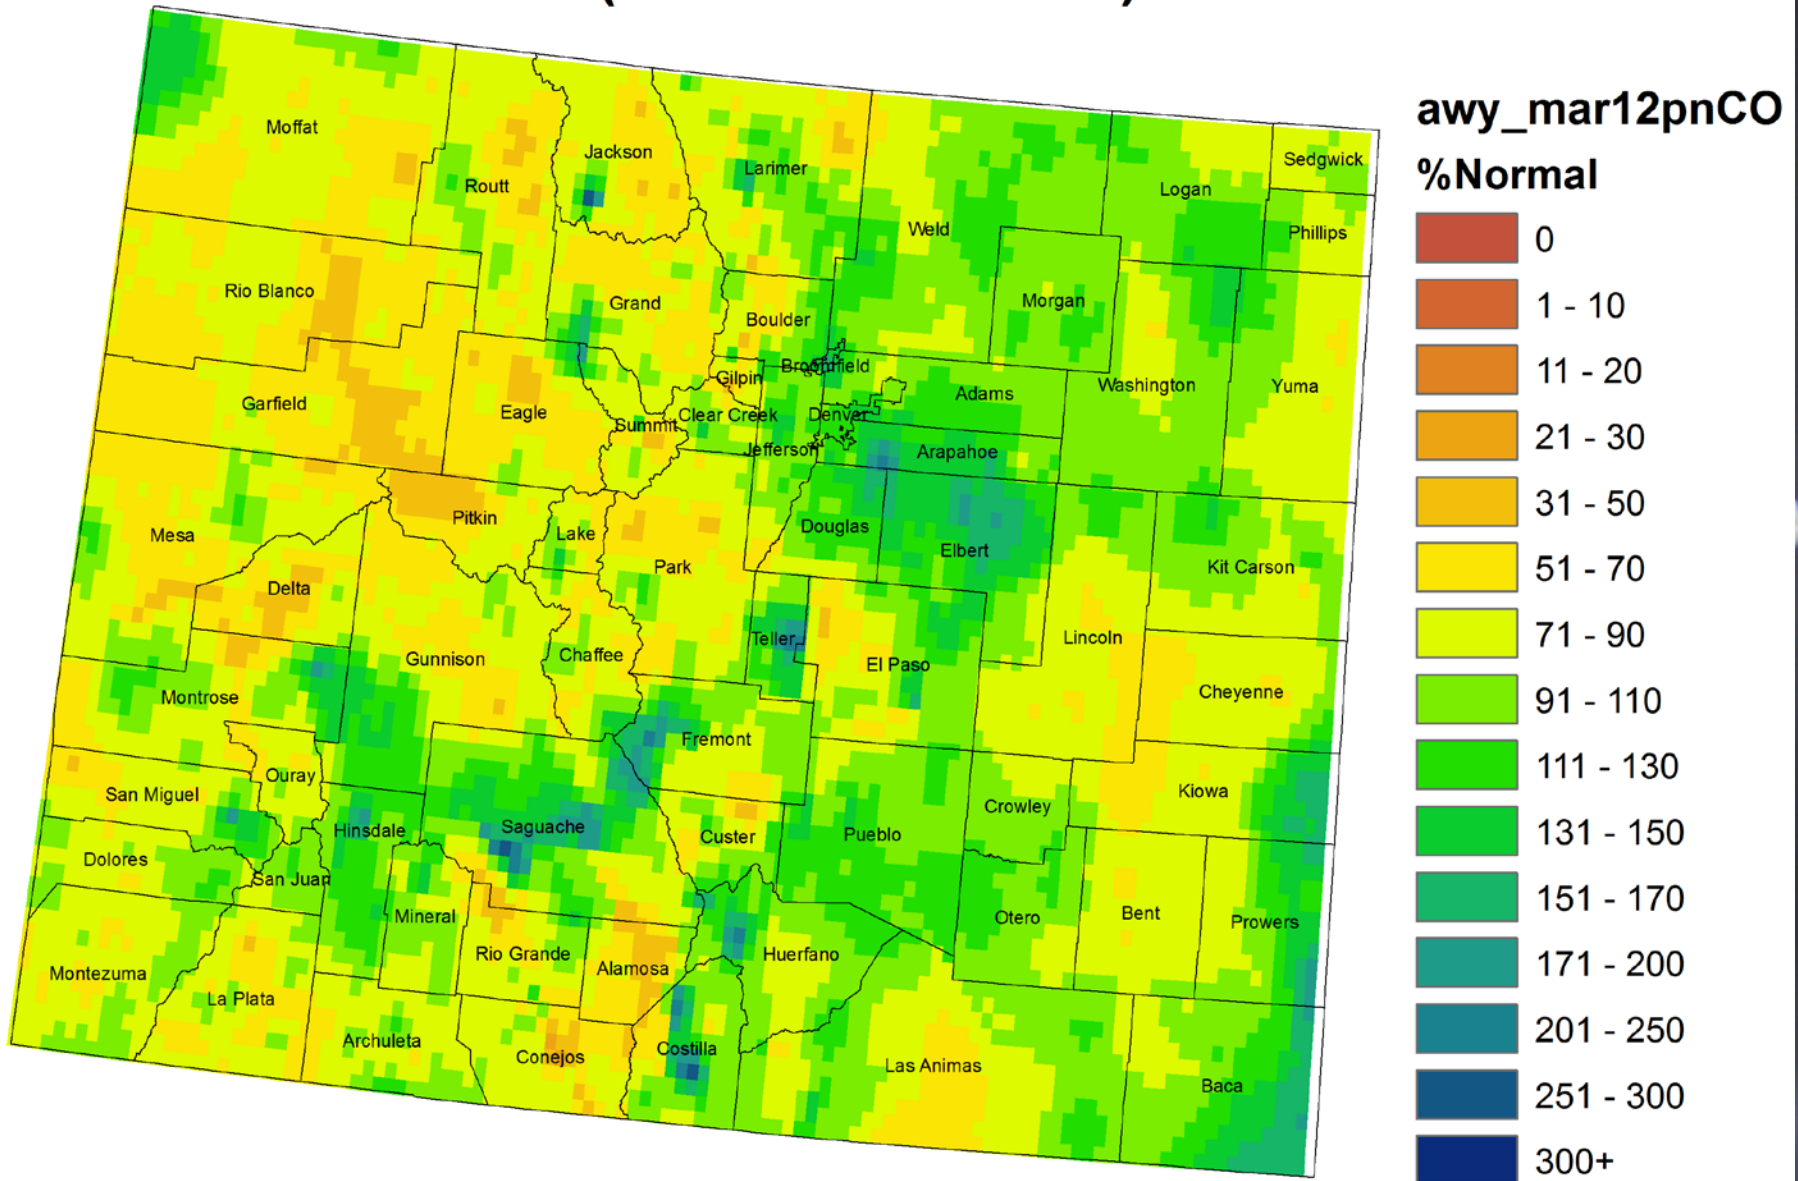 awy_mar12pnCO
%Normal
0
1 - 10
11 - 20
21 - 30
31 - 50
51 - 70
71 - 90
91 - 110
111 - 130
131 - 150
151 - 170
171 - 200
201 - 250
251 - 300
300+
Moffat
Routt
Jackson
Larimer
Sedgwick
Logan
Weld
Phillips
Rio Blanco
Grand
Morgan
Boulder
Broomfield
Gilpin
Adams
Washington
Yuma
Garfield
Eagle
Clear Creek
Denver
Summit
Jefferson
Arapahoe
Mesa
Pitkin
Lake
Park
Douglas
Elbert
Kit Carson
Delta
Teller
Lincoln
Gunnison
Chaffee
El Paso
Cheyenne
Montrose
Fremont
Ouray
San Miguel
Kiowa
Crowley
Hinsdale
Saguache
Custer
Pueblo
Dolores
San Juan
Mineral
Otero
Bent
Prowers
Rio Grande
Alamosa
Huerfano
Montezuma
La Plata
Archuleta
Conejos
Costilla
Las Animas
Baca